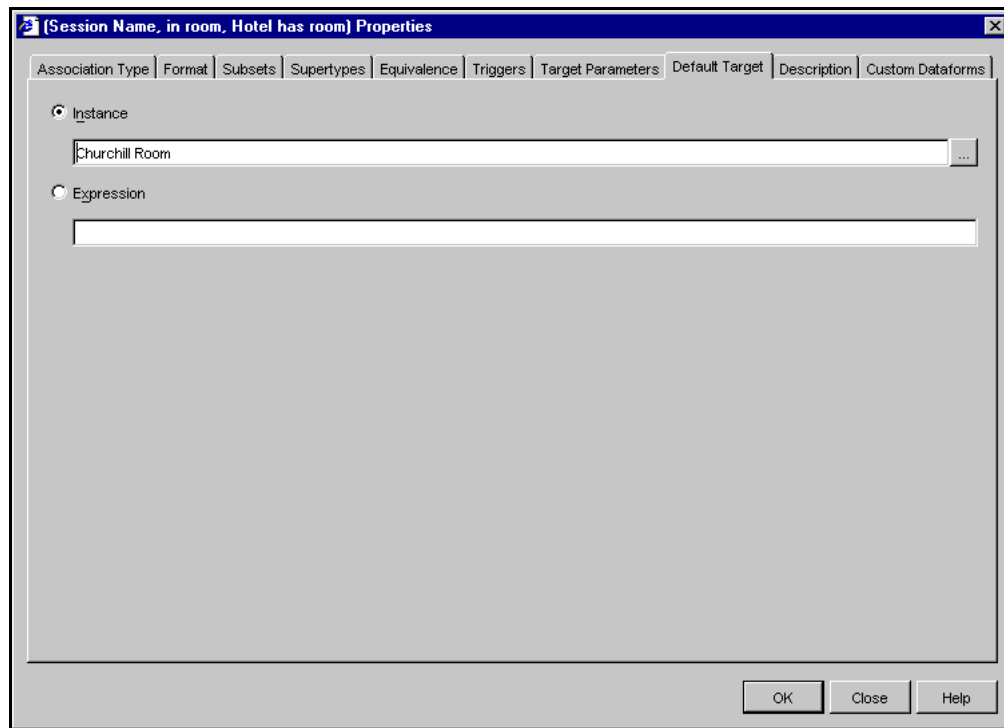 (Session Name, in room, Hotel has room) Properties
Association Type Format Subsets Supertypes Equivalence Triggers Target Parameters Default Target Description Custom Dataforms
Instance
Churchill Room ...
Expression
OK Close Help